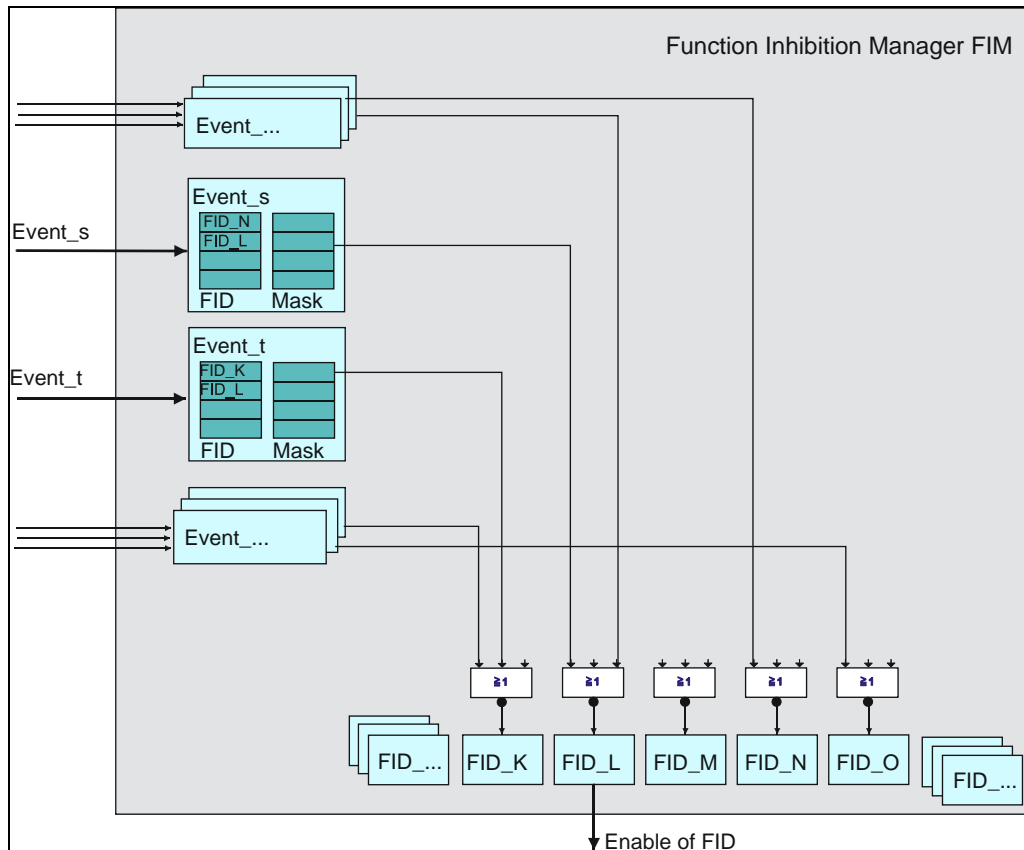 Function Inhibition Manager FIM
Event_...
Event_s
Event_s
FID_N
FID_L
FID Mask
Event_t
Event_t
FID_K
FID_L
FID Mask
Event_...
≧1 ≧1 ≧1 ≧1 ≧1
FID_... FID_K FID_L FID_M FID_N FID_O FID_...
Enable of FID